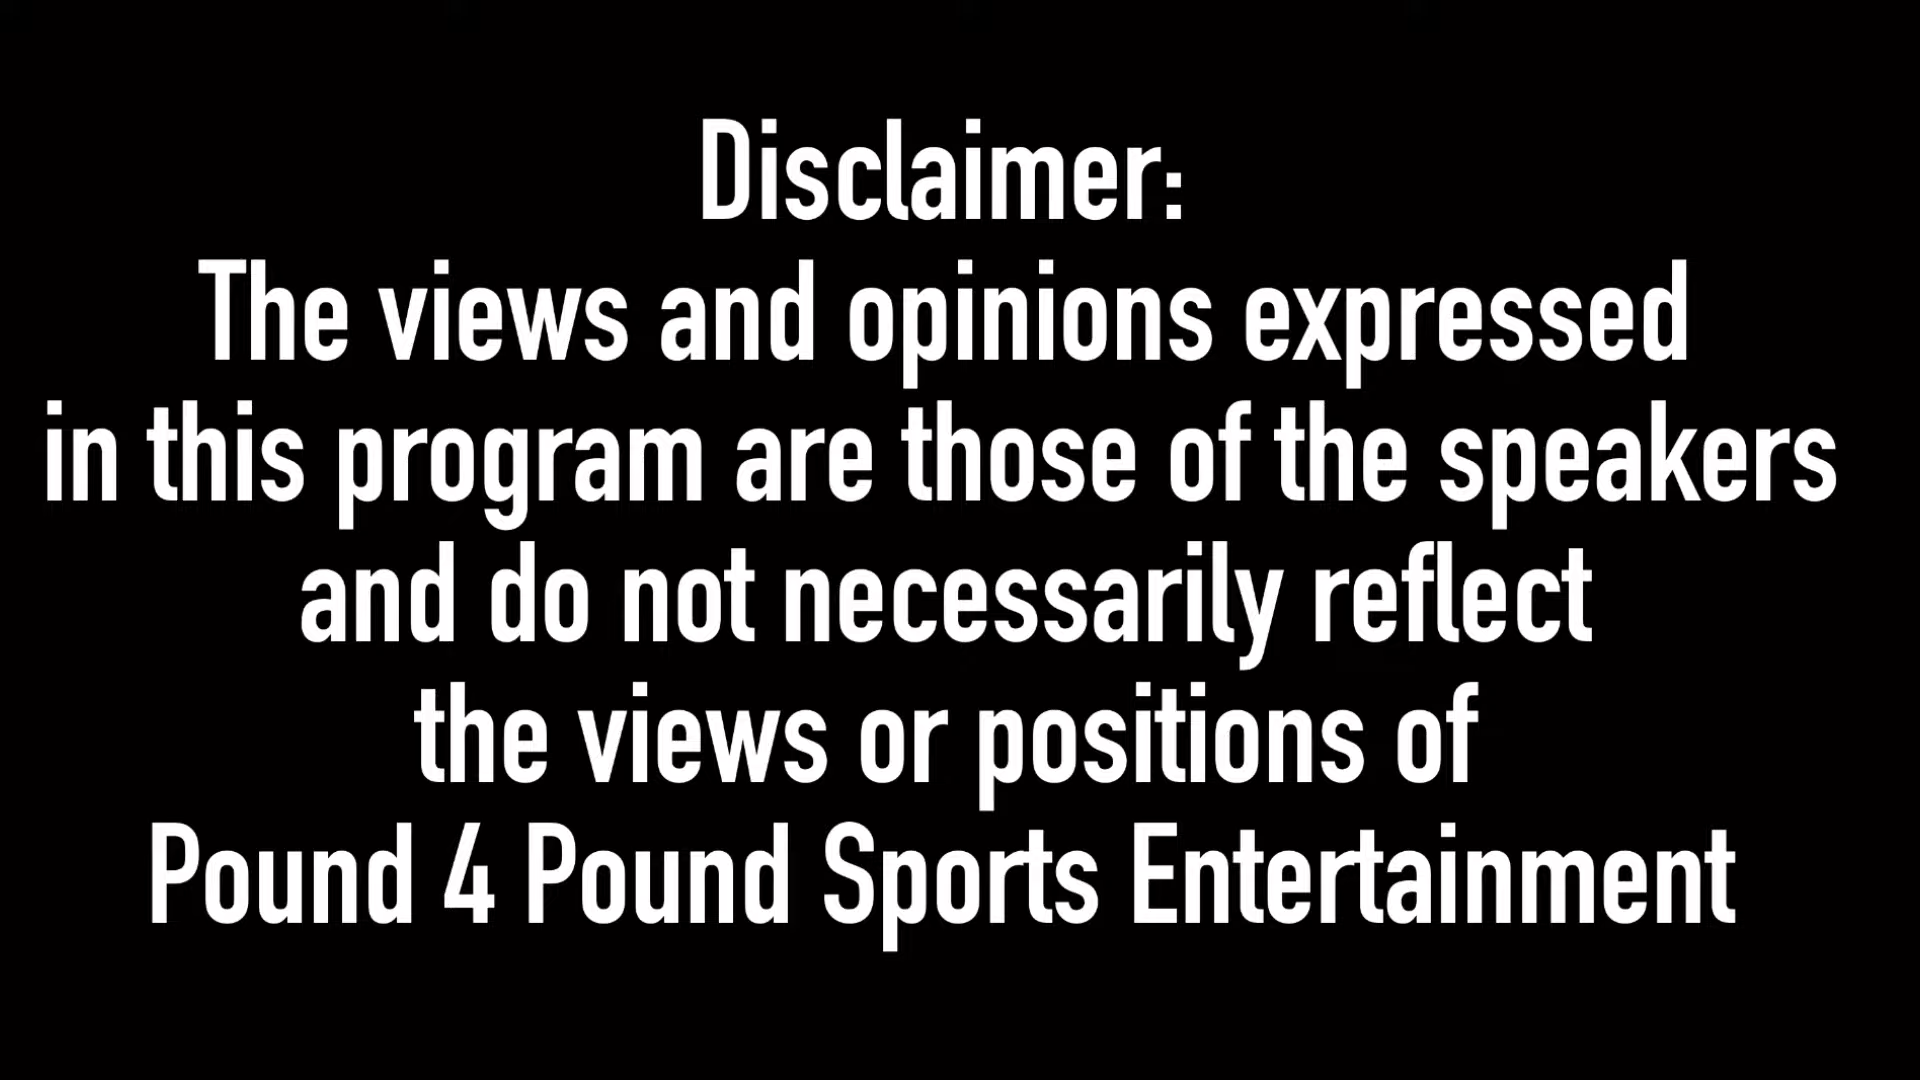 Disclaimer:
The views and opinions expressed
in this program are those of the speakers
and do not necessarily reflect
the views or positions of
Pound 4 Pound Sports Entertainment